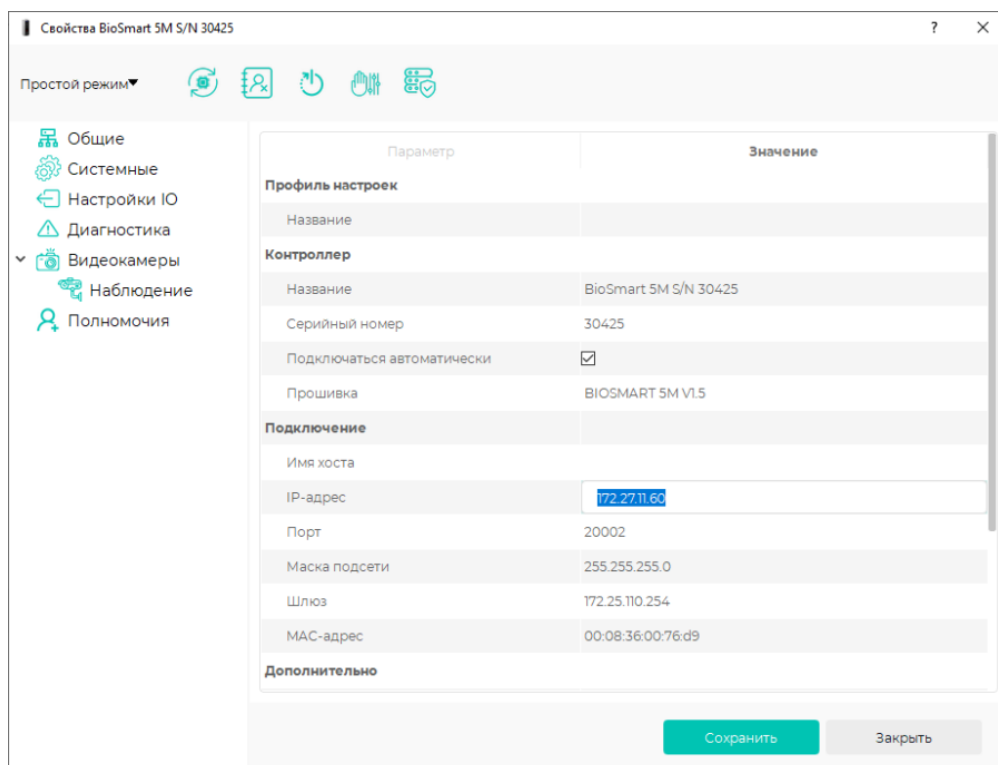 Свойства BioSmart 5M S/N 30425
?
Простой режим
Общие
Системные
Настройки IO
Диагностика
Видеокамеры
Наблюдение
Полномочия
Параметр Значение
Профиль настроек
Название
Контроллер
Название BioSmart 5M S/N 30425
Серийный номер 30425
Подключаться автоматически
Прошивка BIOSMART 5M V1.5
Подключение
Имя хоста
IP-адрес 172.27.11.60
Порт 20002
Маска подсети 255.255.255.0
Шлюз 172.25.110.254
MAC-адрес 00:08:36:00:76:d9
Дополнительно
Сохранить Закрыть